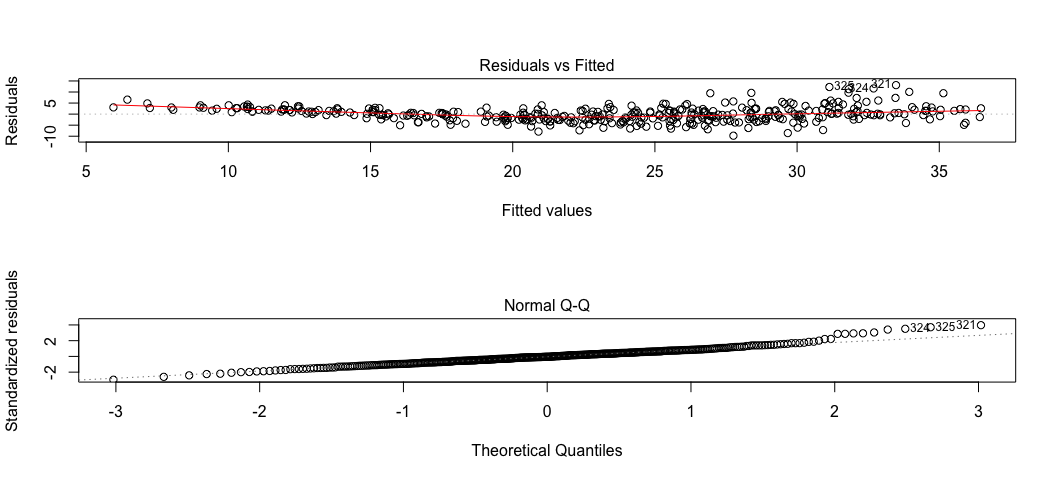 Residuals vs Fitted
Residuals
5
-10
325
324
321
5 10 15 20 25 30 35
Fitted values
Normal Q-Q
Standardized residuals
2
-2
324
325
321
-3 -2 -1 0 1 2 3
Theoretical Quantiles